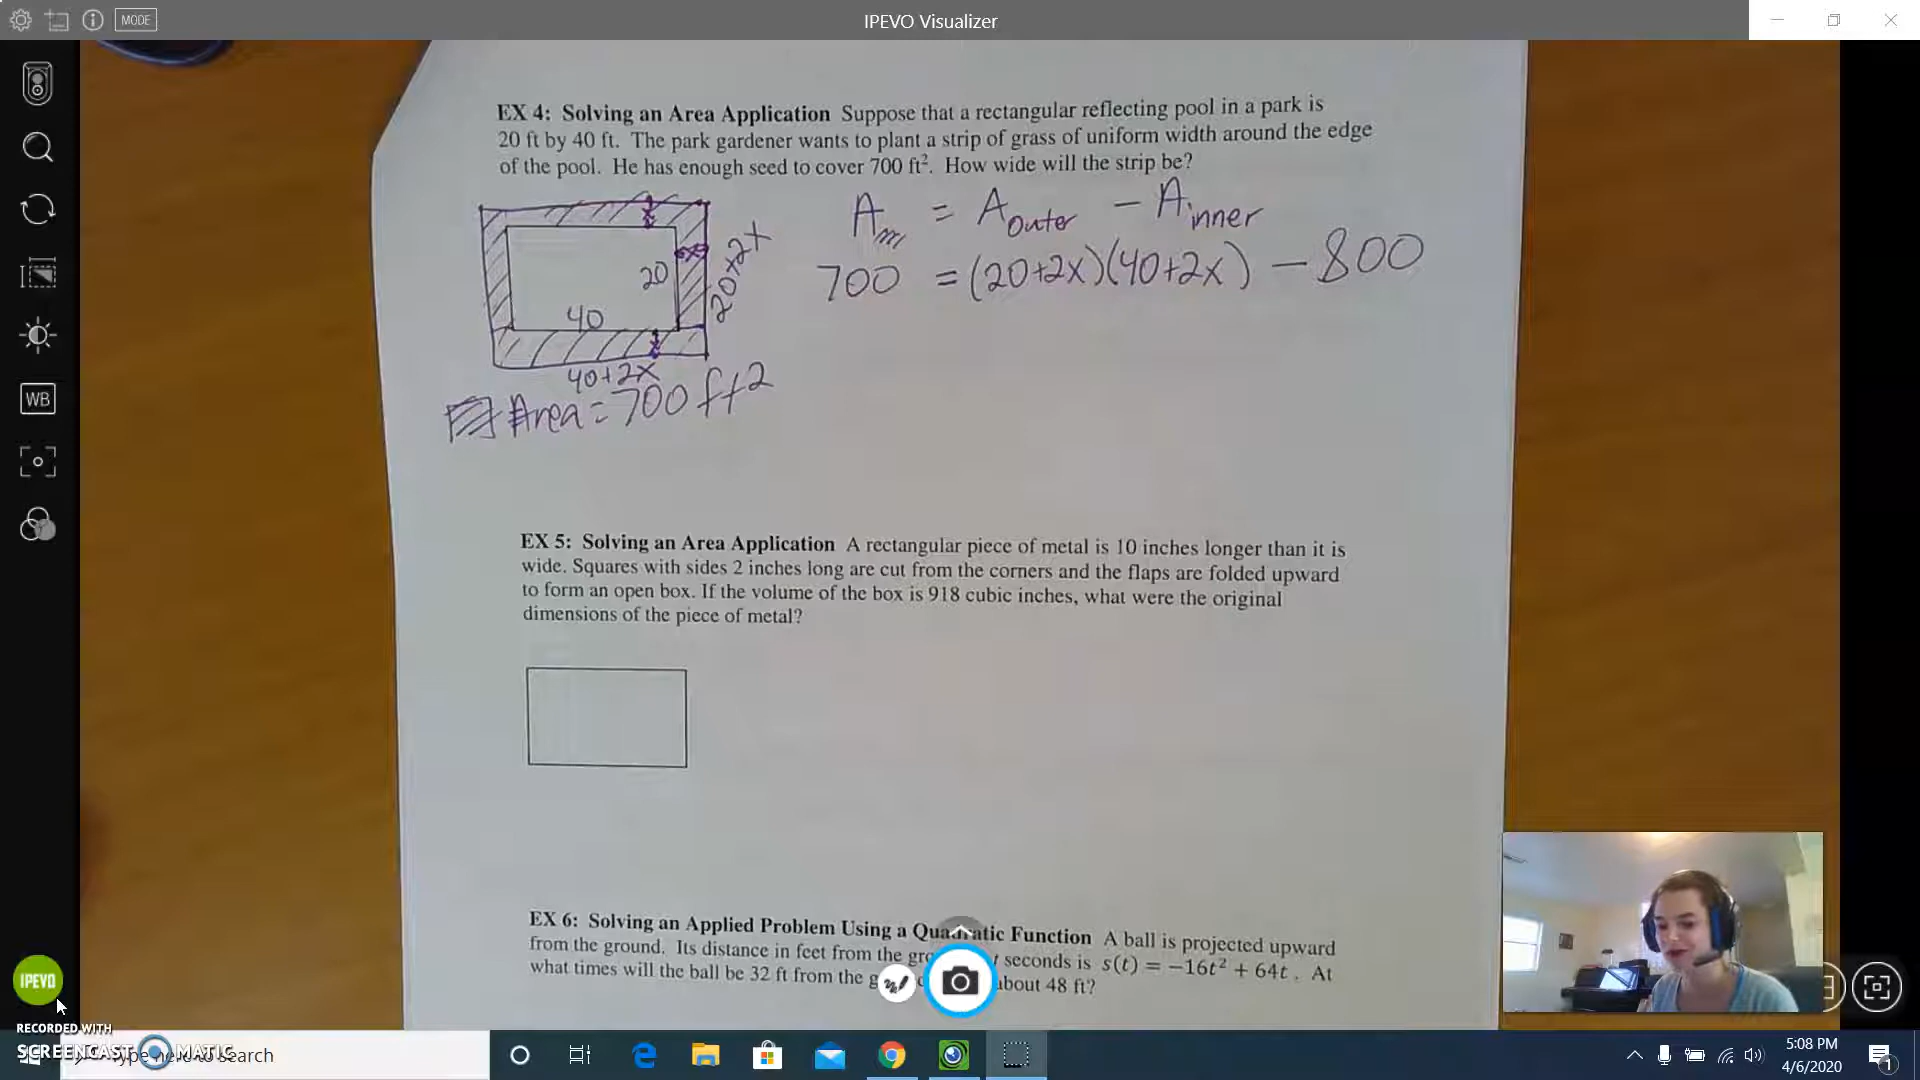 MODE
IPEVO Visualizer
EX 4: Solving an Area Application Suppose that a rectangular reflecting pool in a park is
20 ft by 40 ft. The park gardener wants to plant a strip of grass of uniform width around the edge
of the pool. He has enough seed to cover 700 ft². How wide will the strip be?
A = A outer - A inner
700 = (20+2x)(40+2x) - 800
x
x
20
20+2x
40
x
40+2x
Area = 700 ft2
WB
EX 5: Solving an Area Application A rectangular piece of metal is 10 inches longer than it is
wide. Squares with sides 2 inches long are cut from the corners and the flaps are folded upward
to form an open box. If the volume of the box is 918 cubic inches, what were the original
dimensions of the piece of metal?
EX 6: Solving an Applied Problem Using a Quadratic Function A ball is projected upward
from the ground. Its distance in feet from the t seconds is s(t) = −16t² + 64t . At
what times will the ball be 32 ft from the about 48 ft?
IPEVO
RECORDED WITH
SCREENCAST MATIC
Type here to search
5:08 PM
4/6/2020
1